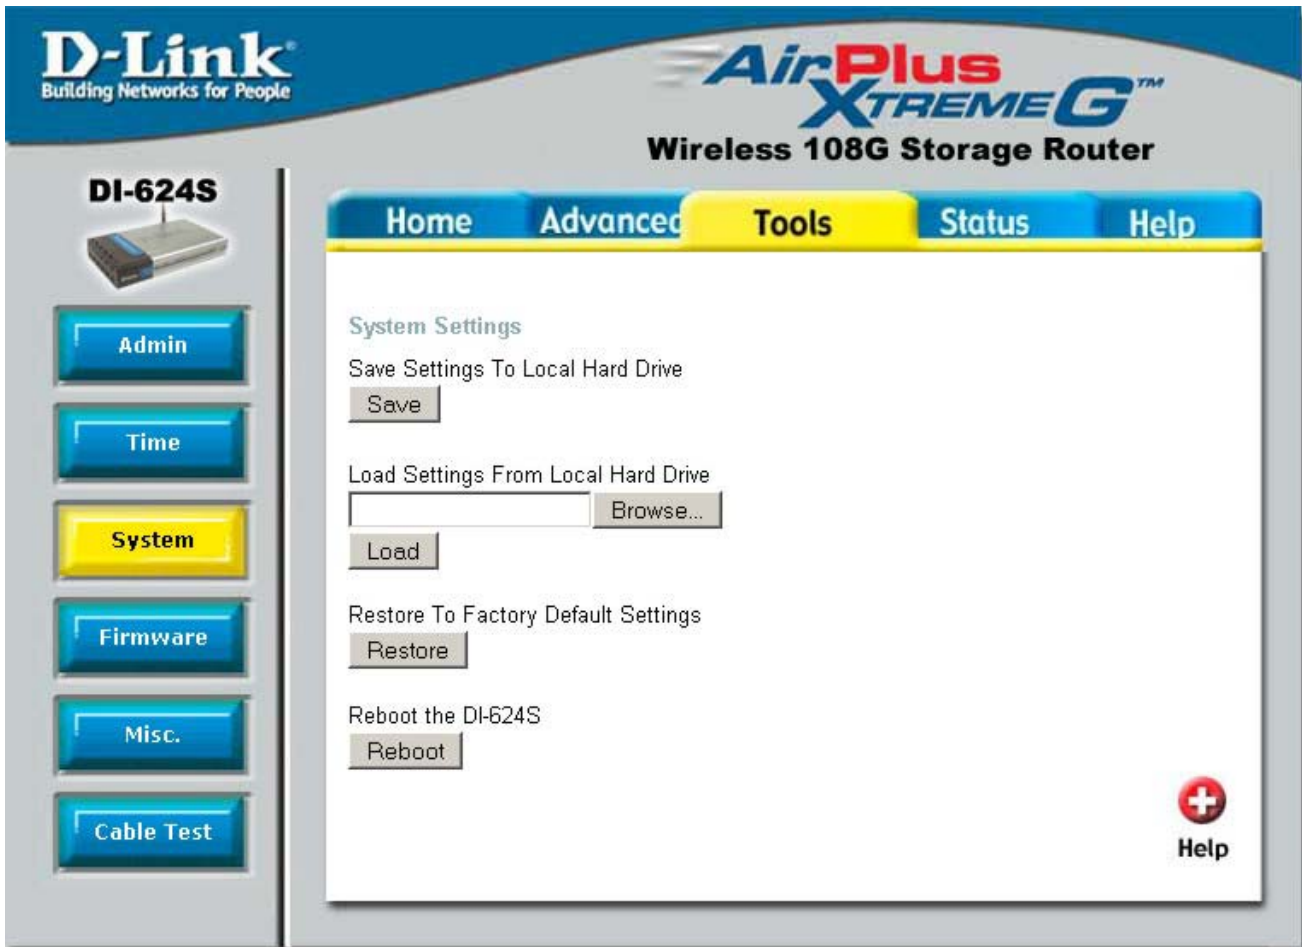 D-Link
Building Networks for People
AirPlus
XTREME G™
Wireless 108G Storage Router
DI-624S
Home
Advanced
Tools
Status
Help
Admin
Time
System
Firmware
Misc.
Cable Test
System Settings
Save Settings To Local Hard Drive
Save
Load Settings From Local Hard Drive
Browse...
Load
Restore To Factory Default Settings
Restore
Reboot the DI-624S
Reboot
Help